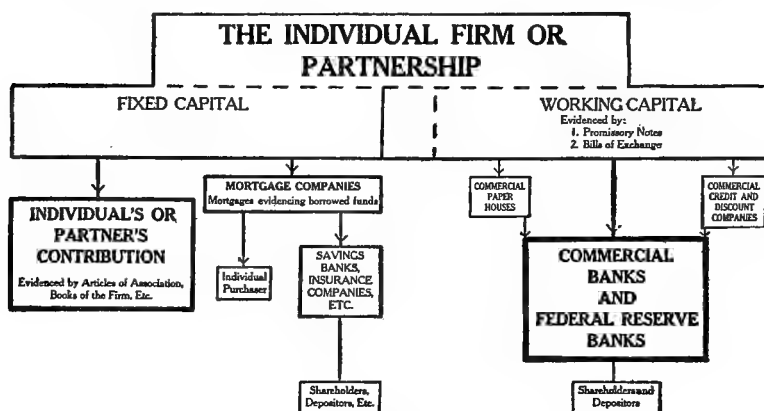 THE INDIVIDUAL FIRM OR
PARTNERSHIP
FIXED CAPITAL
WORKING CAPITAL
Evidenced by:
1. Promissory Notes
2. Bills of Exchange
INDIVIDUAL'S OR
PARTNER'S
CONTRIBUTION
Evidenced by Articles of Association,
Books of the Firm, Etc.
MORTGAGE COMPANIES
Mortgages evidencing borrowed funds
Individual
Purchaser
SAVINGS
BANKS,
INSURANCE
COMPANIES,
ETC.
Shareholders,
Depositors, Etc.
COMMERCIAL
PAPER
HOUSES
COMMERCIAL
CREDIT AND
DISCOUNT
COMPANIES
COMMERCIAL
BANKS
AND
FEDERAL RESERVE
BANKS
Shareholders and
Depositors